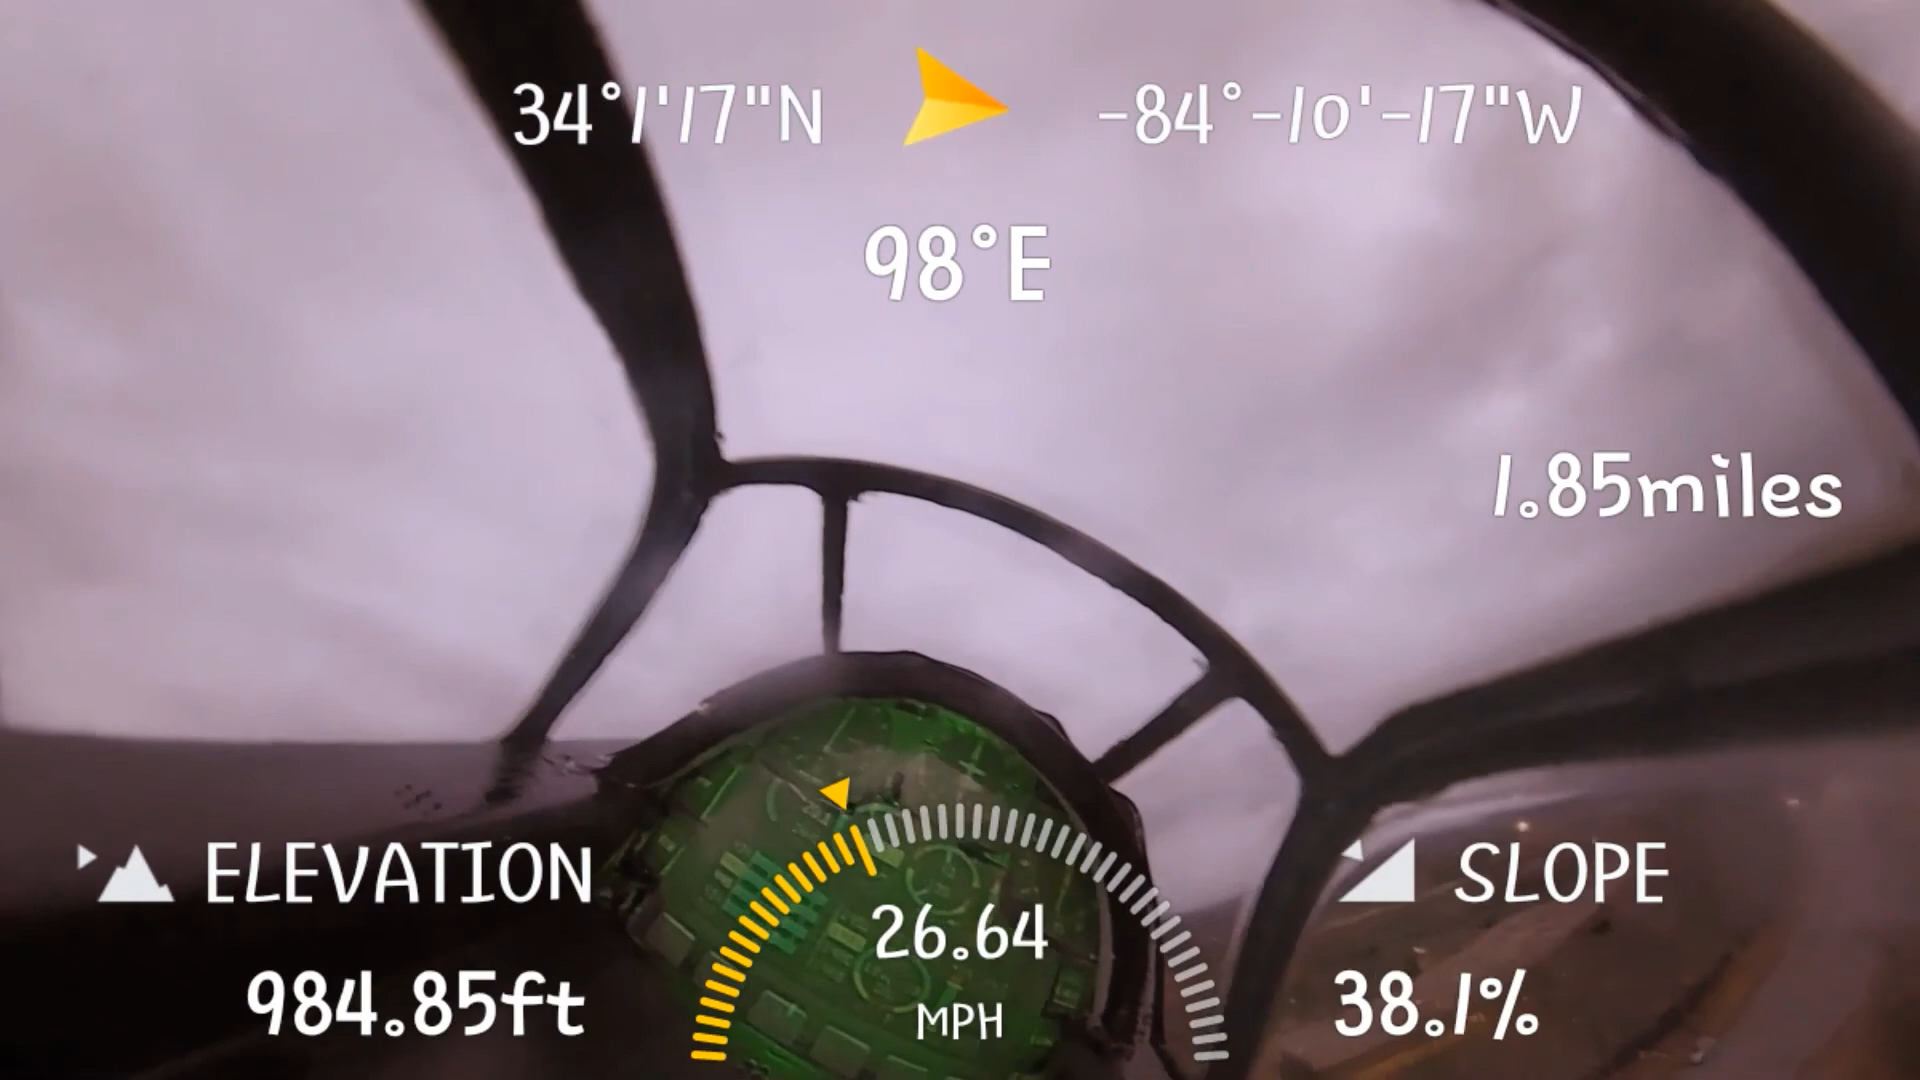 34°1'17"N -84°-10'-17"W
98°E
1.85miles
ELEVATION
984.85ft
26.64
MPH
SLOPE
38.1%